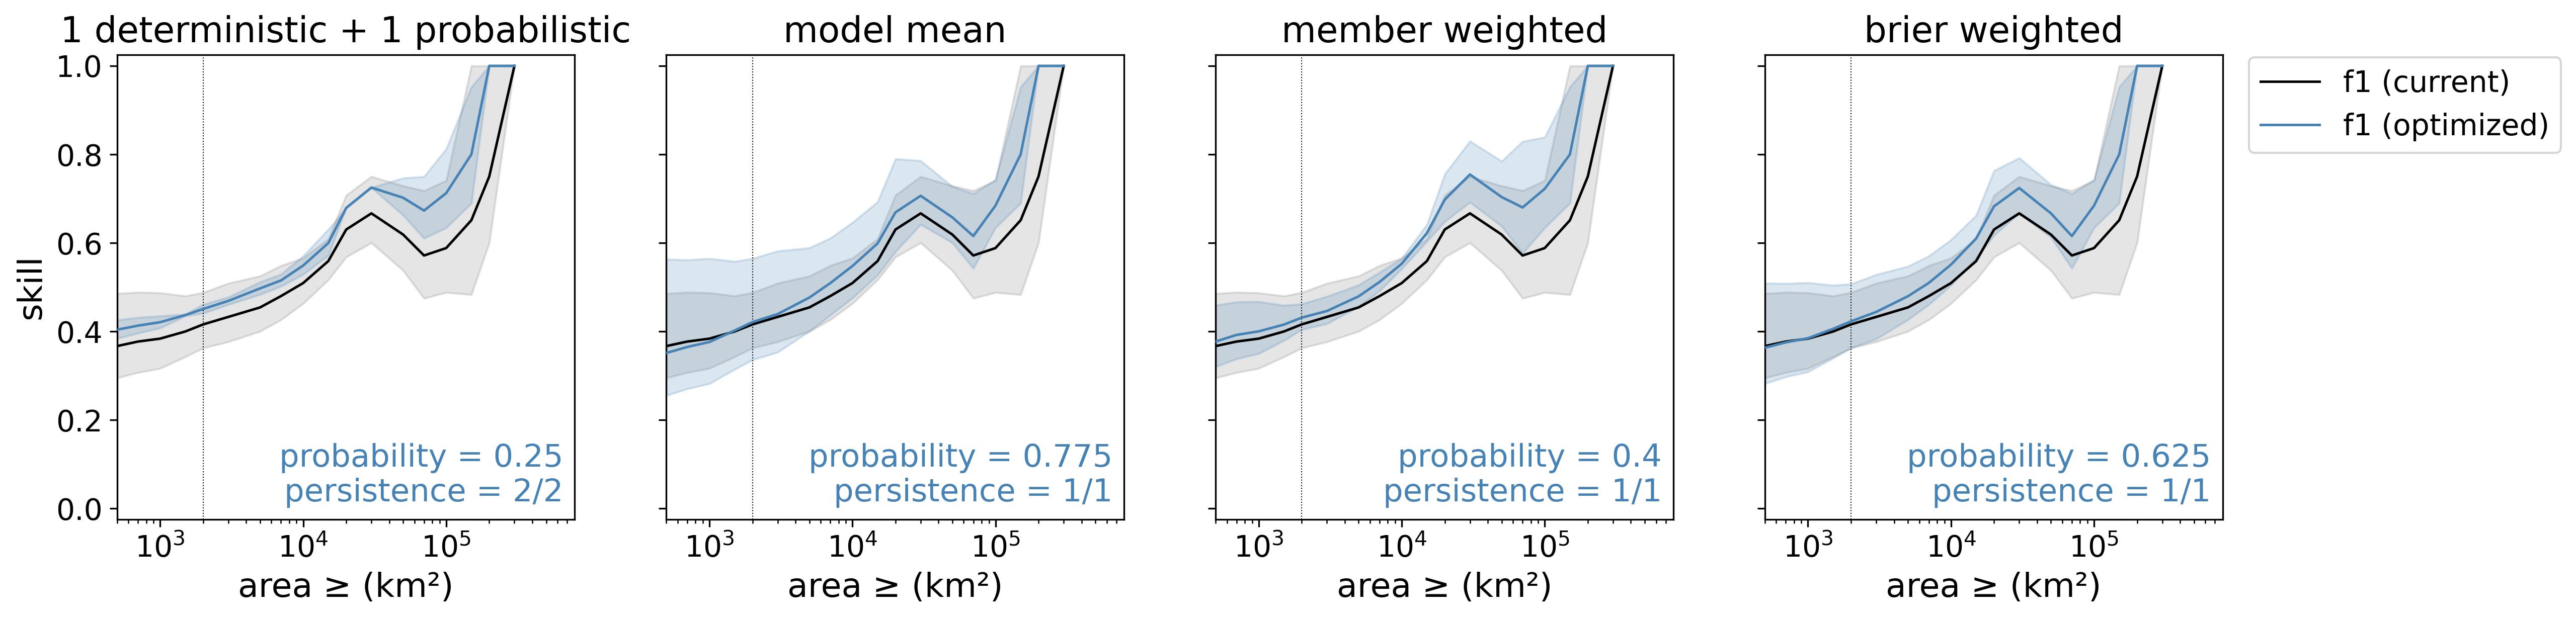 1 deterministic + 1 probabilistic
model mean
member weighted
brier weighted
skill
1.0
0.8
0.6
0.4
0.2
0.0
f1 (current)
f1 (optimized)
probability = 0.25
persistence = 2/2
probability = 0.775
persistence = 1/1
probability = 0.4
persistence = 1/1
probability = 0.625
persistence = 1/1
10³ 10⁴ 10⁵
10³ 10⁴ 10⁵
10³ 10⁴ 10⁵
10³ 10⁴ 10⁵
area ≥ (km²)
area ≥ (km²)
area ≥ (km²)
area ≥ (km²)